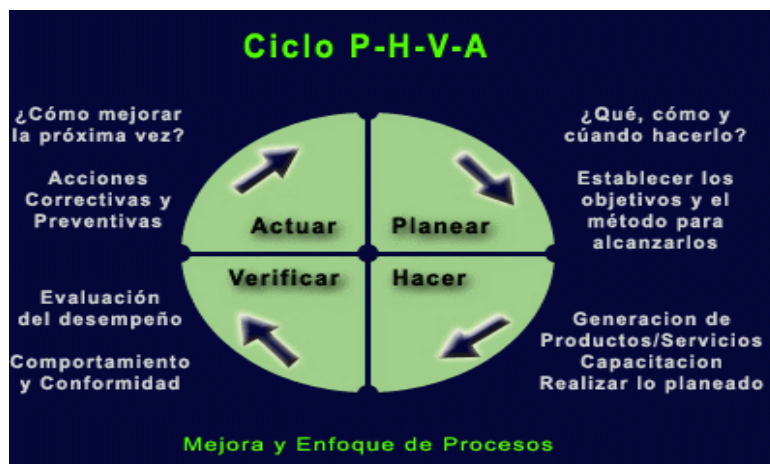 Ciclo P-H-V-A
¿Cómo mejorar
la próxima vez?
Acciones
Correctivas y
Preventivas
¿Qué, cómo y
cúando hacerlo?
Establecer los
objetivos y el
método para
alcanzarlos
Actuar
Planear
Verificar
Hacer
Evaluación
del desempeño
Comportamiento
y Conformidad
Generacion de
Productos/Servicios
Capacitacion
Realizar lo planeado
Mejora y Enfoque de Procesos